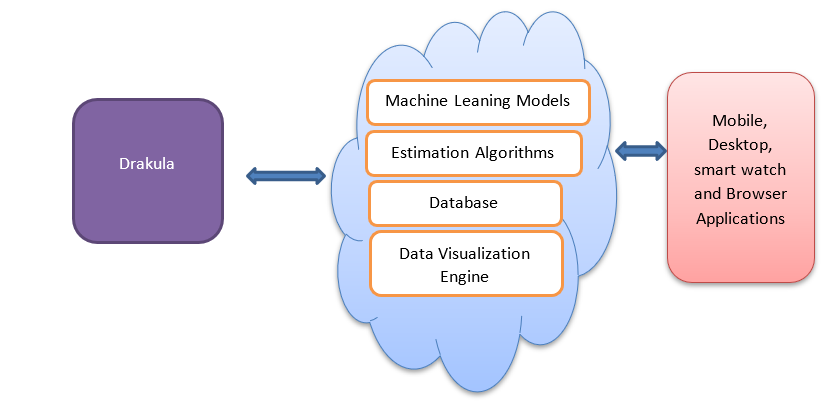 Drakula
Machine Leaning Models
Estimation Algorithms
Database
Data Visualization
Engine
Mobile,
Desktop,
smart watch
and Browser
Applications